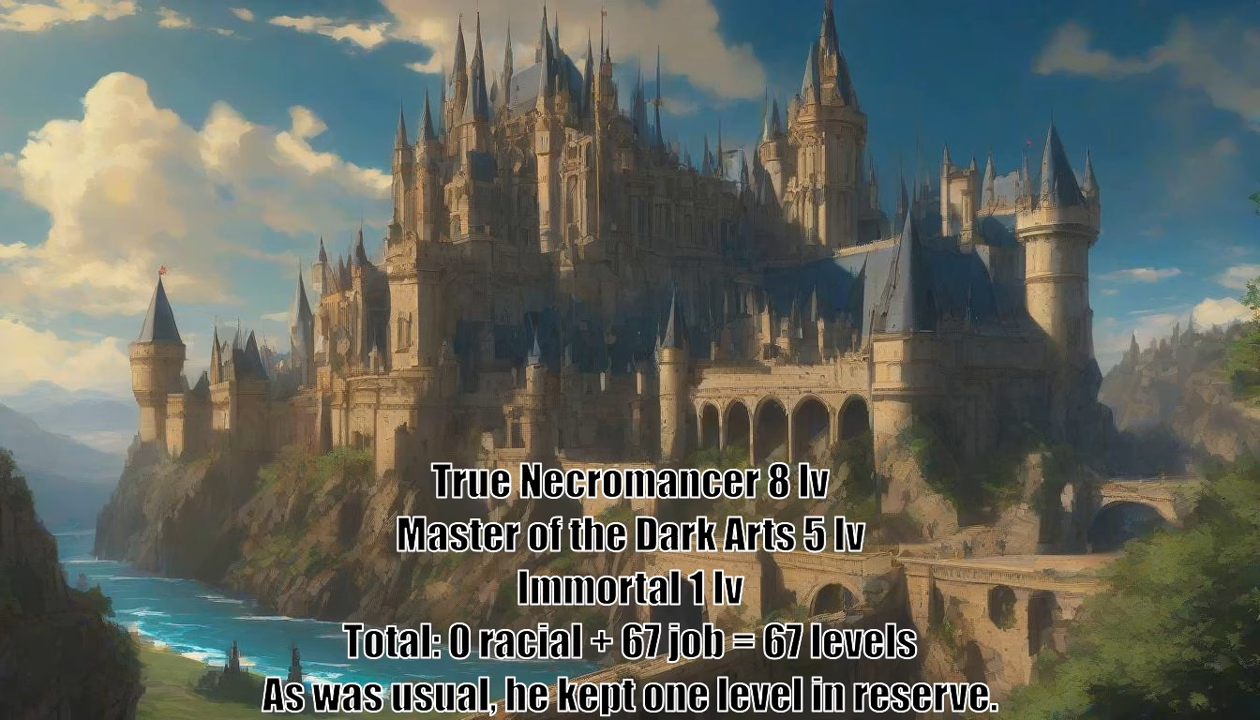 True Necromancer 8 lv
Master of the Dark Arts 5 lv
Immortal 1 lv
Total: 0 racial + 67 job = 67 levels
As was usual, he kept one level in reserve.